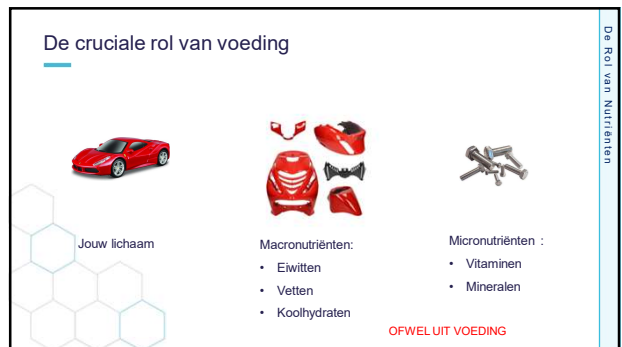 De cruciale rol van voeding
De Rol van Nutriënten
Jouw lichaam
Macronutriënten:
• Eiwitten
• Vetten
• Koolhydraten
Micronutriënten :
• Vitaminen
• Mineralen
OFWEL UIT VOEDING